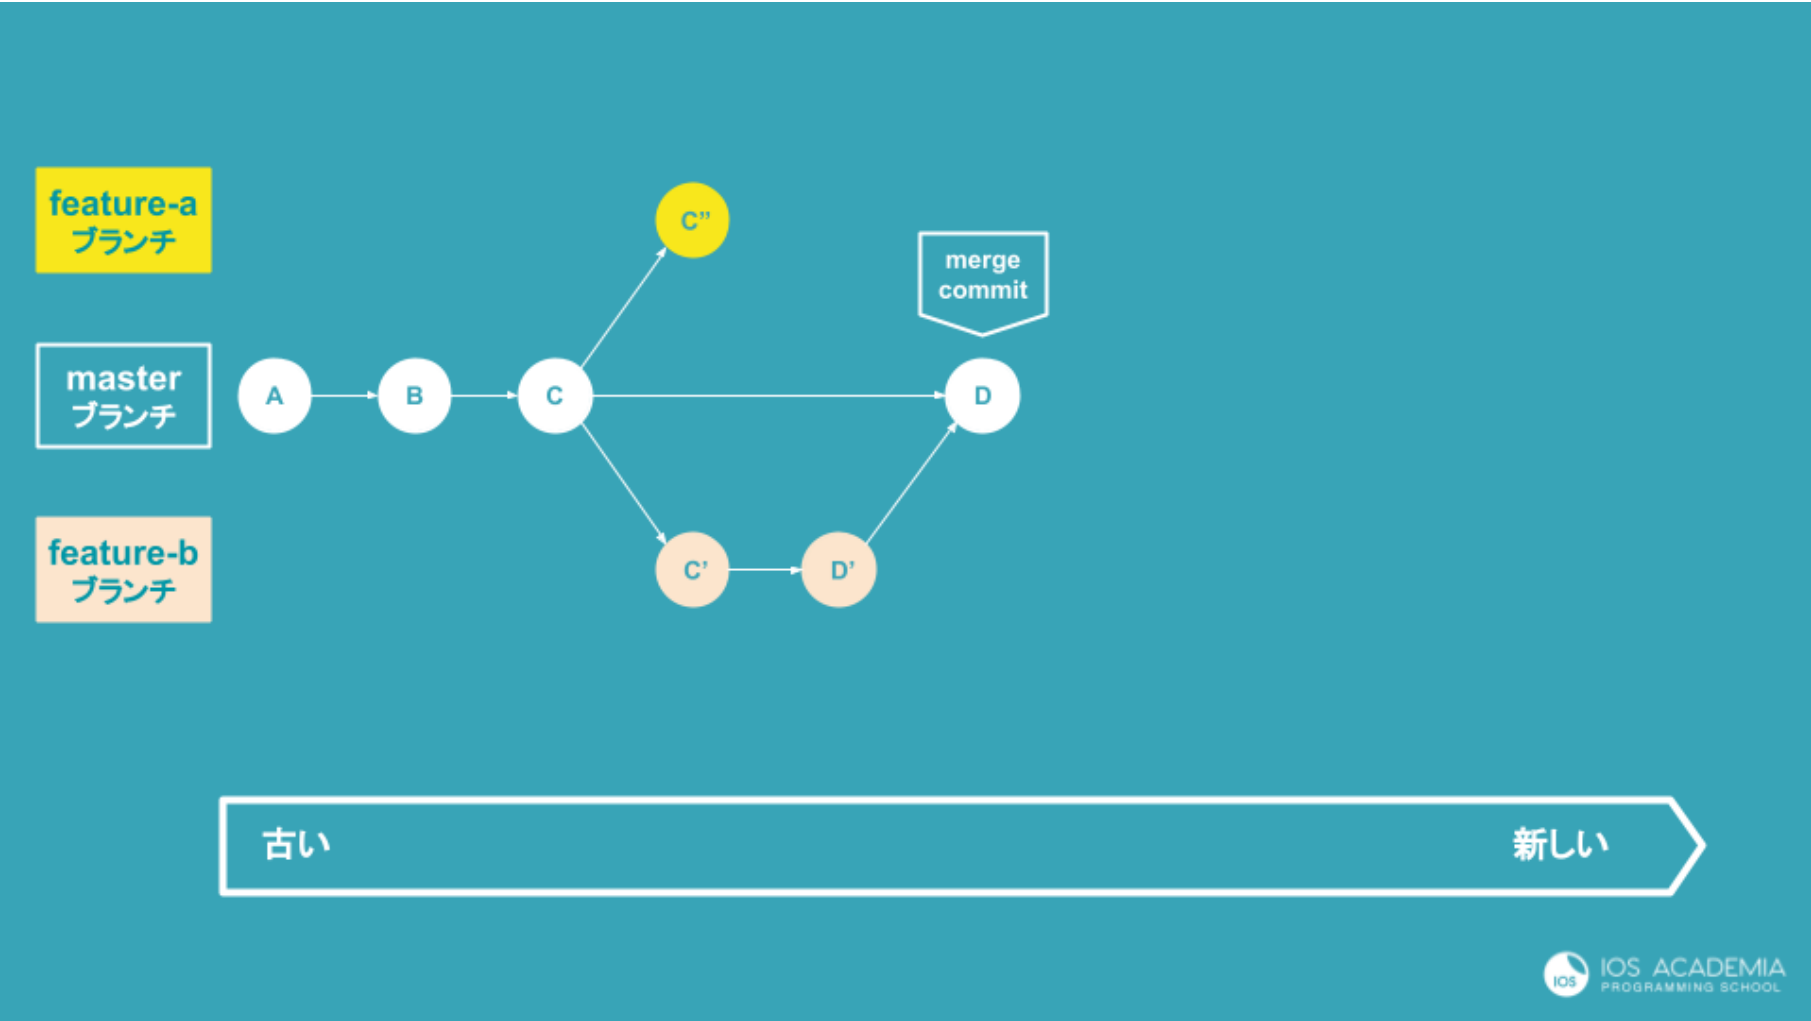 feature-a
ブランチ
C”
merge
commit
master
ブランチ
A
B
C
D
feature-b
ブランチ
C’
D’
古い
新しい
IOS
IOS ACADEMIA
PROGRAMMING SCHOOL